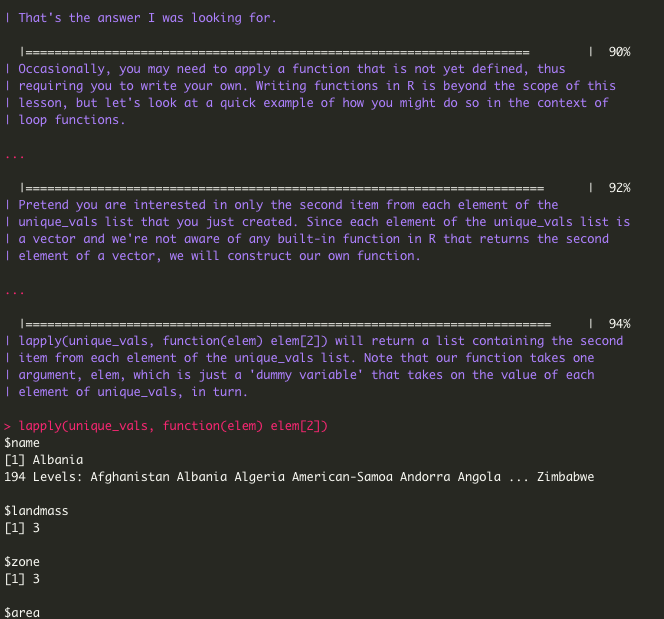 | That's the answer I was looking for.
|======================================================================        |  90%
| Occasionally, you may need to apply a function that is not yet defined, thus
| requiring you to write your own. Writing functions in R is beyond the scope of this
| lesson, but let's look at a quick example of how you might do so in the context of
| loop functions.
...
|========================================================================      |  92%
| Pretend you are interested in only the second item from each element of the
| unique_vals list that you just created. Since each element of the unique_vals list is
| a vector and we're not aware of any built-in function in R that returns the second
| element of a vector, we will construct our own function.
...
|=========================================================================     |  94%
| lapply(unique_vals, function(elem) elem[2]) will return a list containing the second
| item from each element of the unique_vals list. Note that our function takes one
| argument, elem, which is just a 'dummy variable' that takes on the value of each
| element of unique_vals, in turn.
> lapply(unique_vals, function(elem) elem[2])
$name
[1] Albania
194 Levels: Afghanistan Albania Algeria American-Samoa Andorra Angola ... Zimbabwe
$landmass
[1] 3
$zone
[1] 3
$area